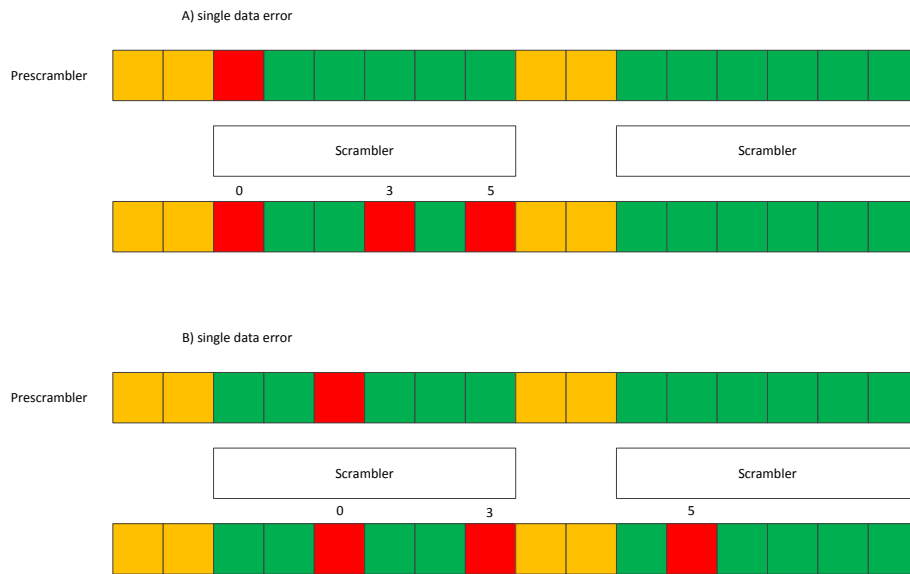 A) single data error
Prescrambler
Scrambler
Scrambler
0
3
5
B) single data error
Prescrambler
Scrambler
Scrambler
0
3
5